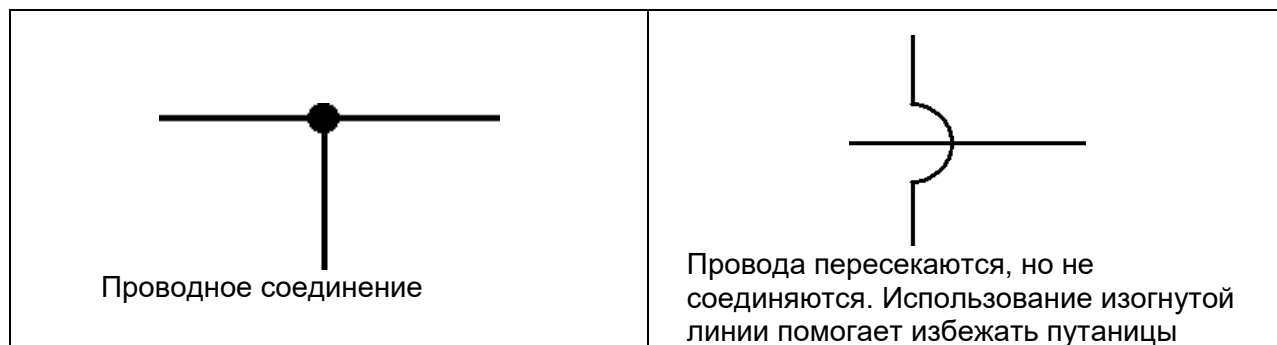 Проводное соединение
Провода пересекаются, но не
соединяются. Использование изогнутой
линии помогает избежать путаницы